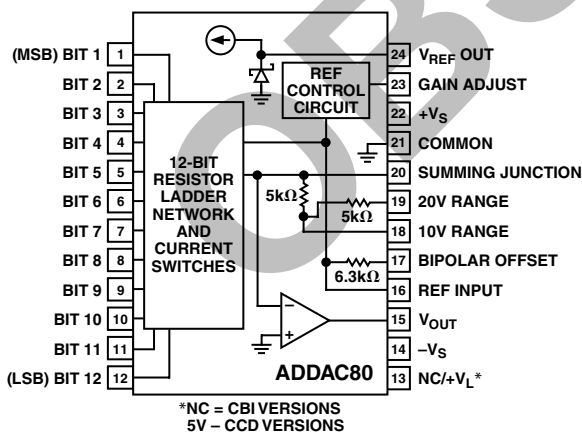 (MSB) BIT 1 1
BIT 2 2
BIT 3 3
BIT 4 4
BIT 5 5
BIT 6 6
BIT 7 7
BIT 8 8
BIT 9 9
BIT 10 10
BIT 11 11
(LSB) BIT 12 12
12-BIT
RESISTOR
LADDER
NETWORK
AND
CURRENT
SWITCHES
REF
CONTROL
CIRCUIT
5kΩ
5kΩ
6.3kΩ
−
+
ADDAC80
24 VREF OUT
23 GAIN ADJUST
22 +VS
21 COMMON
20 SUMMING JUNCTION
19 20V RANGE
18 10V RANGE
17 BIPOLAR OFFSET
16 REF INPUT
15 VOUT
14 –VS
13 NC/+VL*
*NC = CBI VERSIONS
5V – CCD VERSIONS